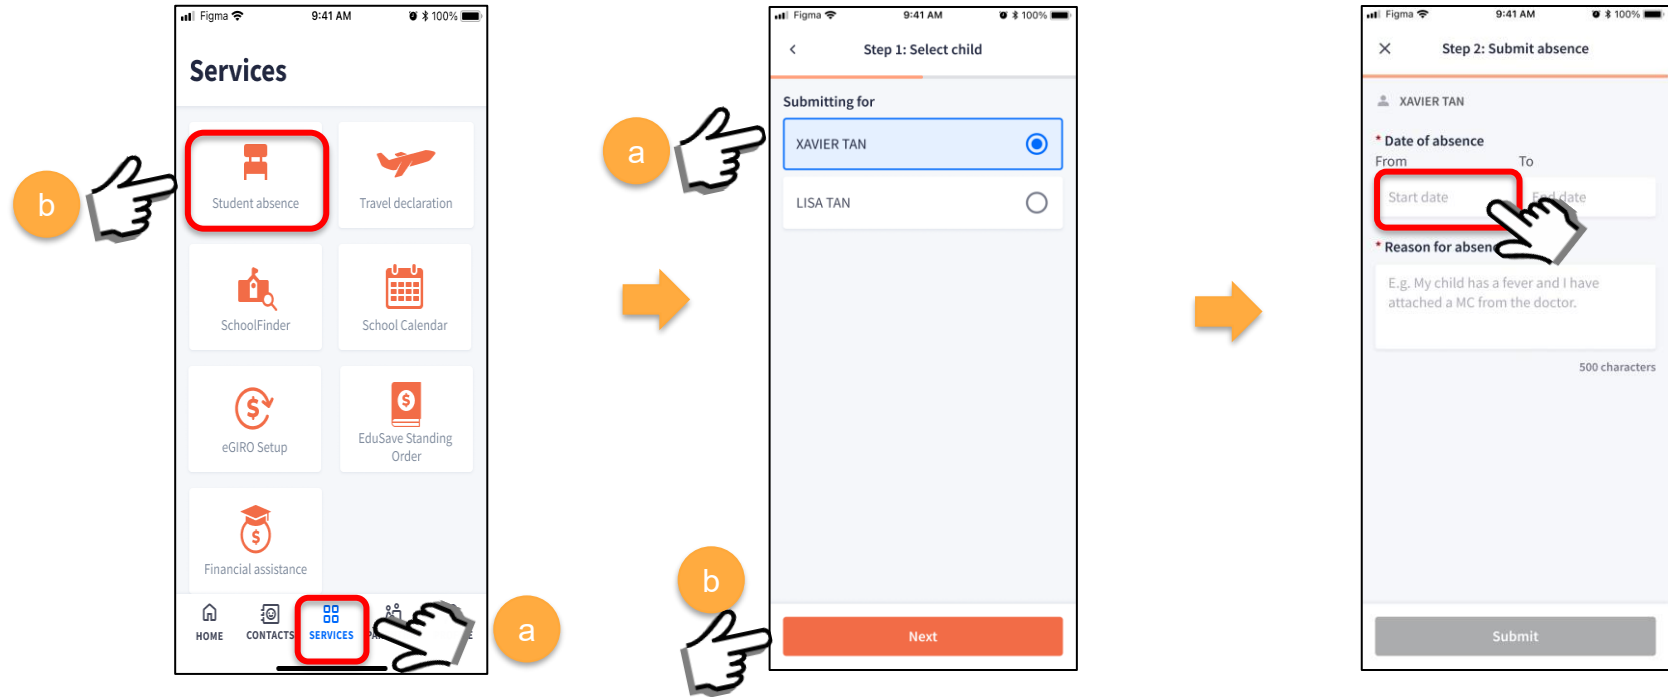 Figma
9:41 AM
100%
Services
b
Student absence
Travel declaration
SchoolFinder
School Calendar
eGIRO Setup
EduSave Standing
Order
Financial assistance
HOME
CONTACTS
SERVICES
a
Figma
9:41 AM
100%
Step 1: Select child
Submitting for
a
XAVIER TAN
LISA TAN
b
Next
Figma
9:41 AM
100%
Step 2: Submit absence
XAVIER TAN
* Date of absence
From To
Start date
date
* Reason for absen
E.g. My child has a fever and I have
attached a MC from the doctor.
500 characters
Submit